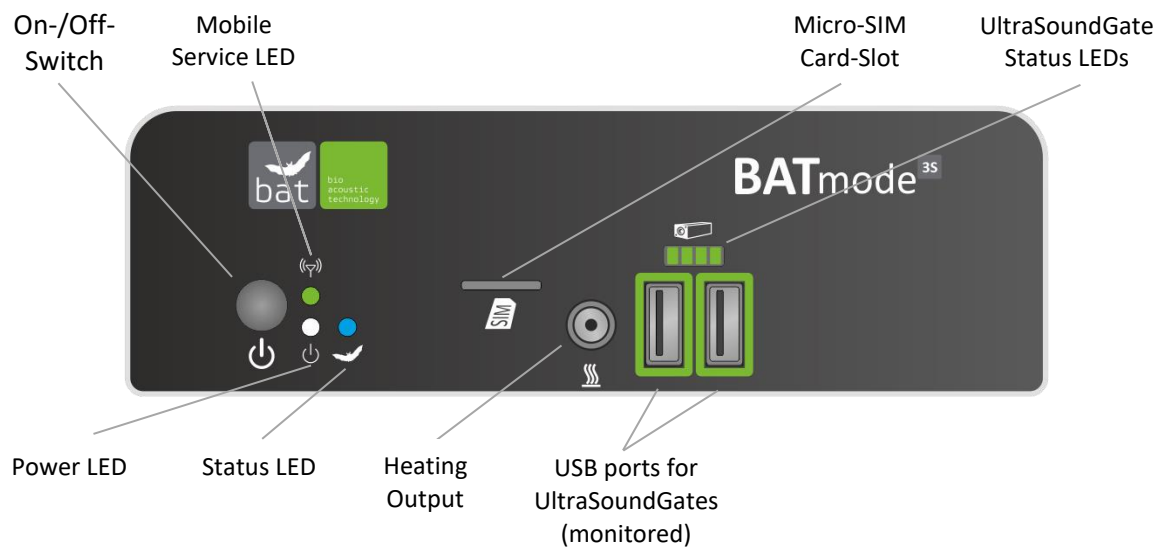 On-/Off-
Switch
Mobile
Service LED
Micro-SIM
Card-Slot
UltraSoundGate
Status LEDs
bat
bio
acoustic
technology
BATmode 3S
SIM
Power LED
Status LED
Heating
Output
USB ports for
UltraSoundGates
(monitored)